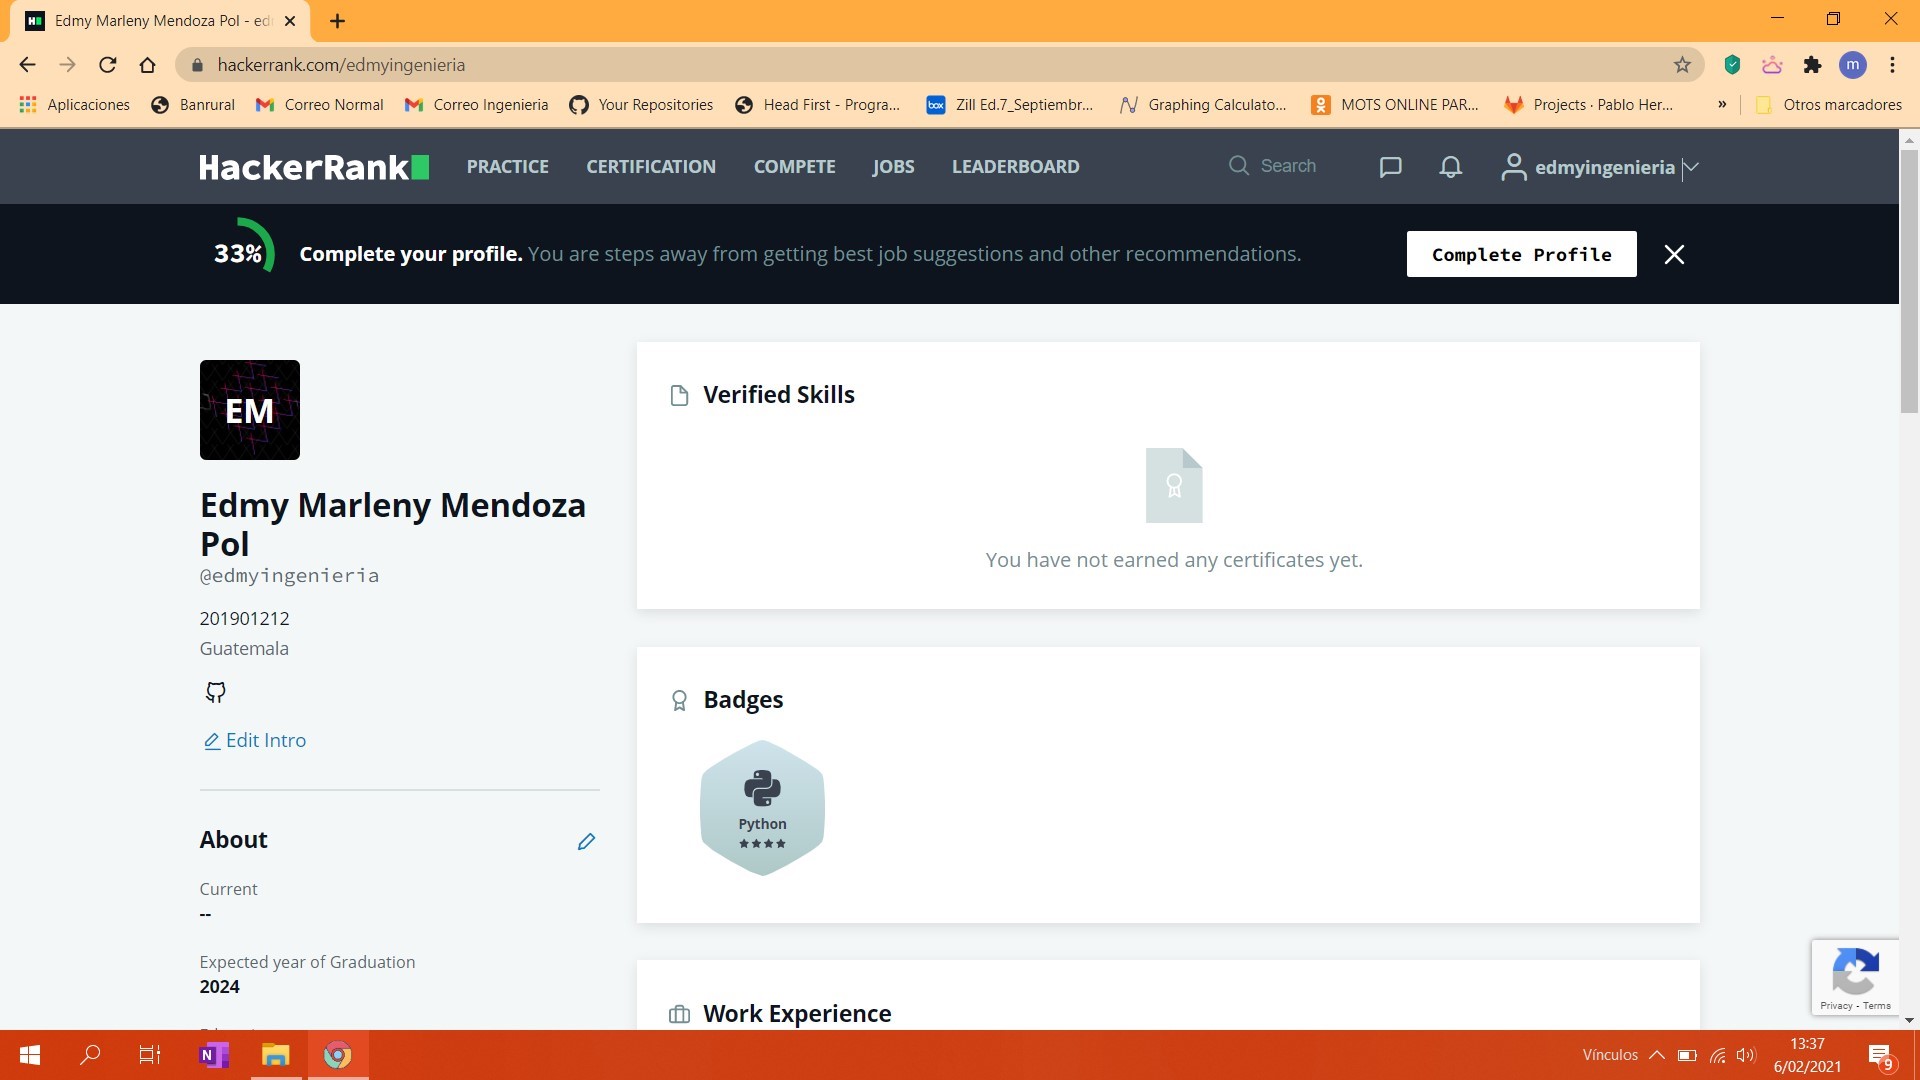 Edmy Marleny Mendoza Pol - ed
hackerrank.com/edmyingenieria
m
Aplicaciones
Banrural
Correo Normal
Correo Ingenieria
Your Repositories
Head First - Progra...
box
Zill Ed.7_Septiembr...
Graphing Calculato...
MOTS ONLINE PAR...
Projects · Pablo Her...
»
Otros marcadores
HackerRank
PRACTICE
CERTIFICATION
COMPETE
JOBS
LEADERBOARD
Search
edmyingenieria
33%
Complete your profile. You are steps away from getting best job suggestions and other recommendations.
Complete Profile
EM
Edmy Marleny Mendoza
Pol
@edmyingenieria
201901212
Guatemala
Edit Intro
About
Current
--
Expected year of Graduation
2024
Verified Skills
You have not earned any certificates yet.
Badges
Python
Work Experience
Privacy - Terms
N
Vínculos
13:37
6/02/2021
9